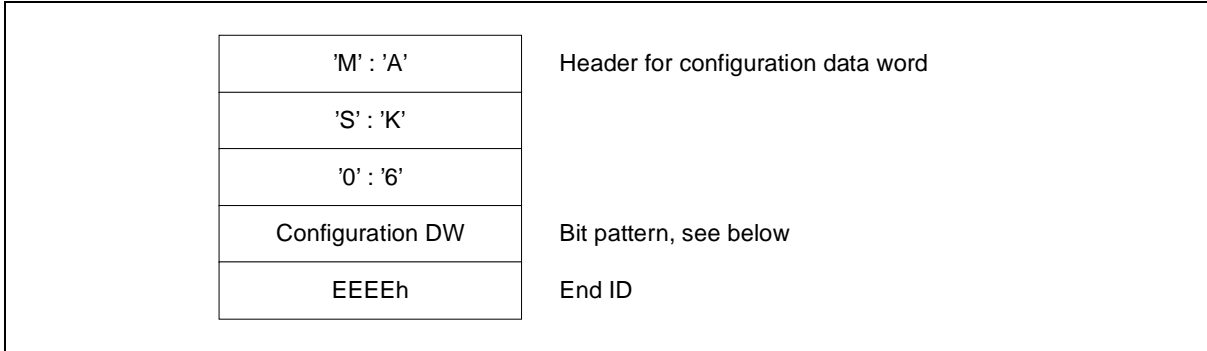 ’M’ : ’A’ Header for configuration data word
’S’ : ’K’
’0’ : ’6’
Configuration DW Bit pattern, see below
EEEEh End ID